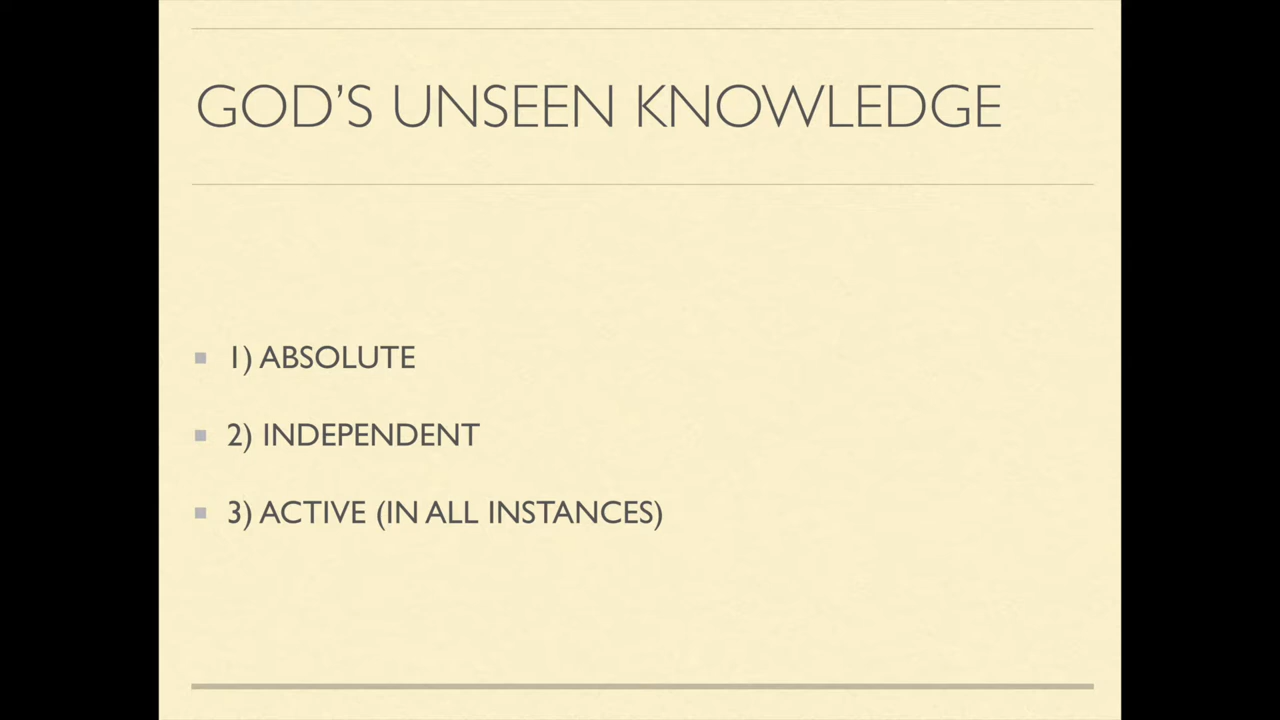 GOD’S UNSEEN KNOWLEDGE
1) ABSOLUTE
2) INDEPENDENT
3) ACTIVE (IN ALL INSTANCES)